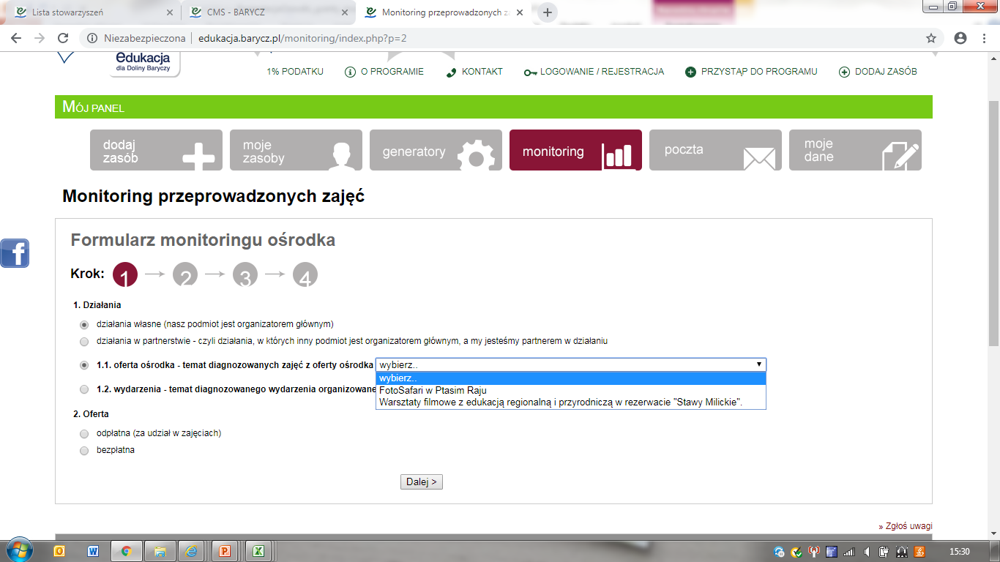 Lista stowarzyszeń
CMS - BARYCZ
Monitoring przeprowadzonych z
Niezabezpieczona
edukacja.barycz.pl/monitoring/index.php?p=2
edukacja
dla Doliny Baryczy
1% PODATKU
O PROGRAMIE
KONTAKT
LOGOWANIE / REJESTRACJA
PRZYSTĄP DO PROGRAMU
DODAJ ZASÓB
MÓJ PANEL
dodaj
zasób
moje
zasoby
generatory
monitoring
poczta
moje
dane
Monitoring przeprowadzonych zajęć
Formularz monitoringu ośrodka
Krok: 1 2 3 4
1. Działania
działania własne (nasz podmiot jest organizatorem głównym)
działania w partnerstwie - czyli działania, w których inny podmiot jest organizatorem głównym, a my jesteśmy partnerem w działaniu
1.1. oferta ośrodka - temat diagnozowanych zajęć z oferty ośrodka wybierz..
wybierz..
FotoSafari w Ptasim Raju
Warsztaty filmowe z edukacją regionalną i przyrodniczą w rezerwacie "Stawy Milickie".
1.2. wydarzenia - temat diagnozowanego wydarzenia organizowane
2. Oferta
odpłatna (za udział w zajęciach)
bezpłatna
Dalej >
» Zgłoś uwagi
15:30